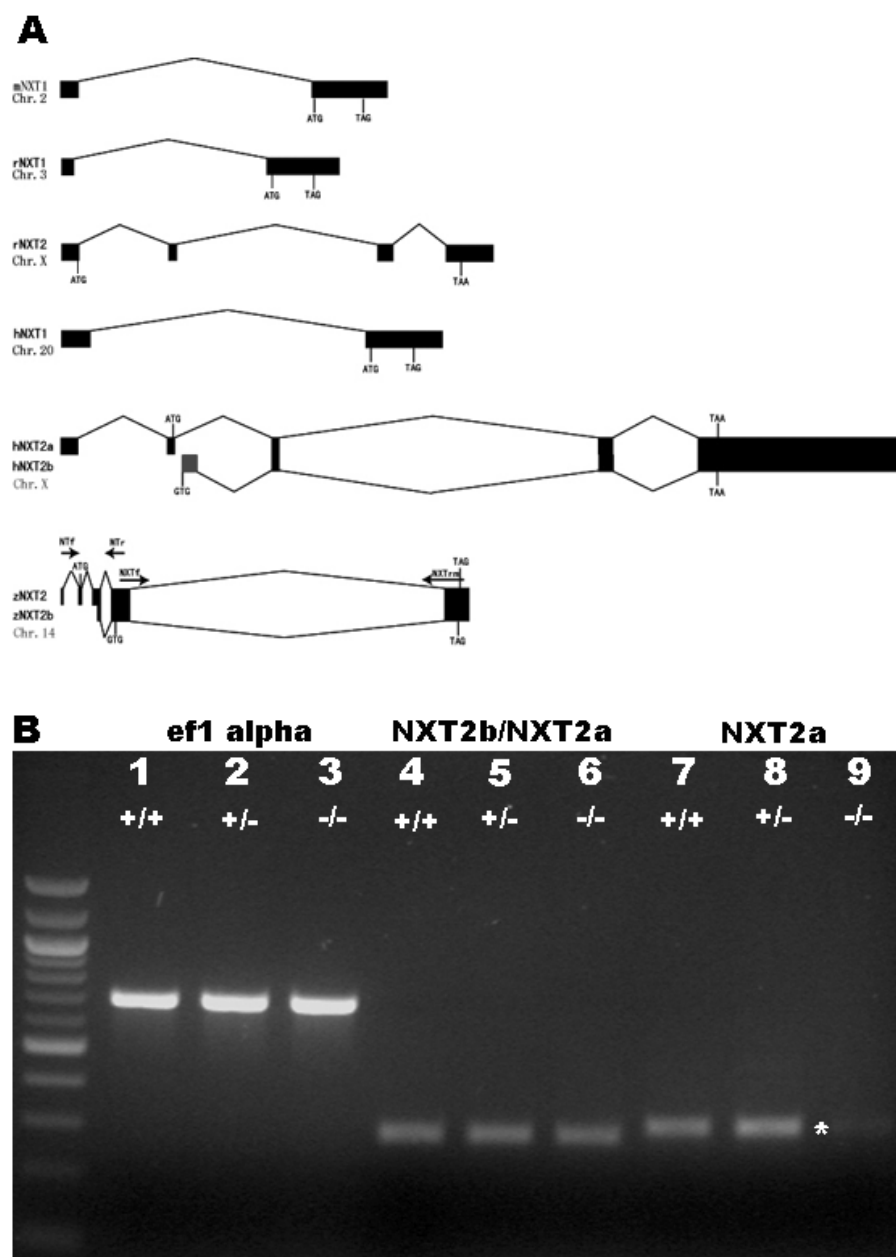 A
mNXT1
Chr. 2
ATG
TAG
rNXT1
Chr. 3
ATG
TAG
rNXT2
Chr. X
ATG
TAA
hNXT1
Chr. 20
ATG
TAG
ATG
TAA
hNXT2a
hNXT2b
Chr. X
GTG
TAA
NTf
NTr
ATG
NXTf
NXTrm
TAG
zNXT2
zNXT2b
Chr. 14
GTG
TAG
B
ef1 alpha NXT2b/NXT2a NXT2a
1 2 3 4 5 6 7 8 9
+/+ +/- -/- +/+ +/- -/- +/+ +/- -/-
*